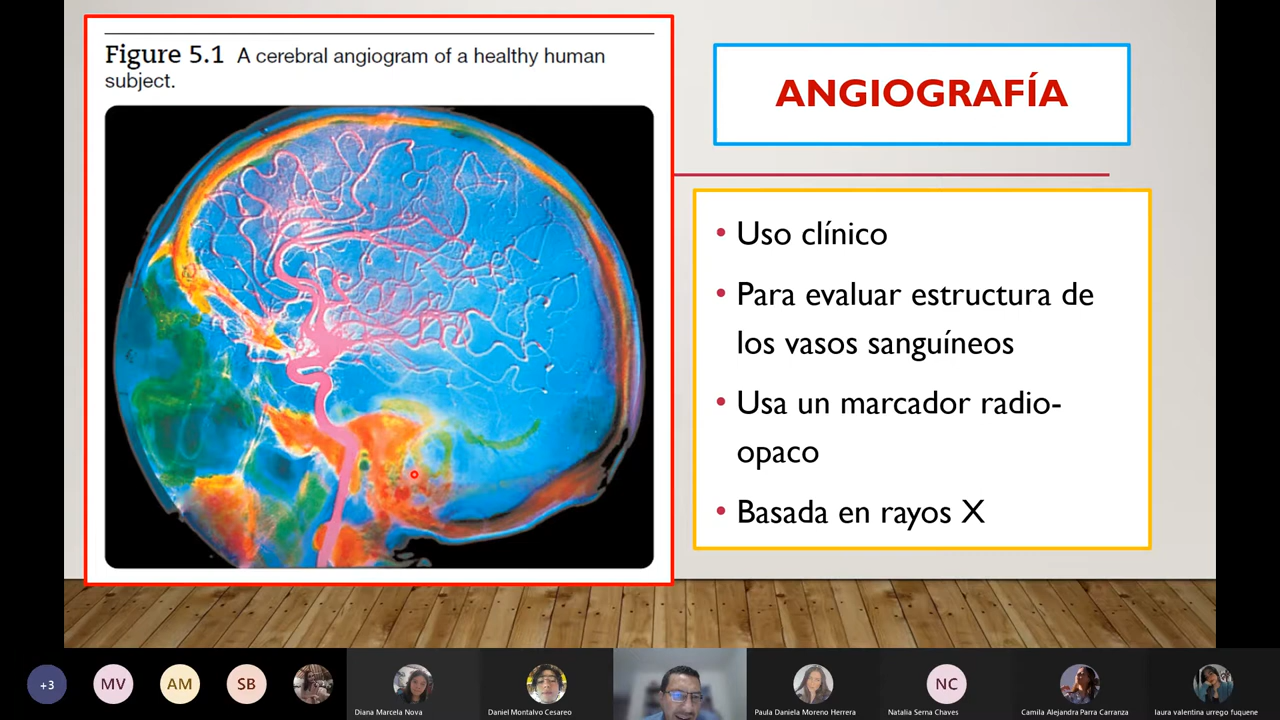 Figure 5.1 A cerebral angiogram of a healthy human
subject.
ANGIOGRAFÍA
• Uso clínico
• Para evaluar estructura de
los vasos sanguíneos
• Usa un marcador radio-
opaco
• Basada en rayos X
+3
MV
AM
SB
Diana Marcela Nova
Daniel Montalvo Cesareo
Paula Daniela Moreno Herrera
NC
Natalia Serna Chaves
Camila Alejandra Parra Carranza
laura valentina urrego fuquene